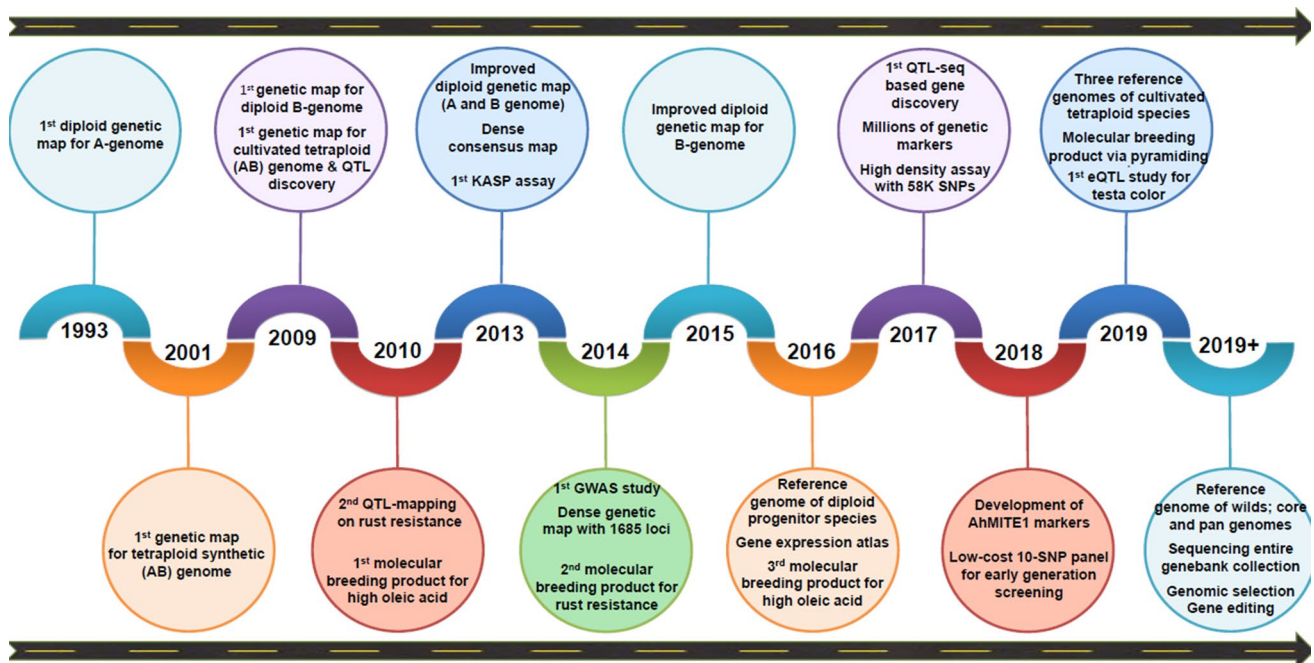 1st diploid genetic
map for A-genome
1st genetic map for
diploid B-genome
1st genetic map for
cultivated tetraploid
(AB) genome & QTL
discovery
Improved
diploid genetic map
(A and B genome)
Dense
consensus map
1st KASP assay
Improved diploid
genetic map for
B-genome
1st QTL-seq
based gene
discovery
Millions of genetic
markers
High density assay
with 58K SNPs
Three reference
genomes of cultivated
tetraploid species
Molecular breeding
product via pyramiding
1st eQTL study for
testa color
1993
2001
2009
2010
2013
2014
2015
2016
2017
2018
2019
2019+
1st genetic map
for tetraploid synthetic
(AB) genome
2nd QTL-mapping
on rust resistance
1st molecular
breeding product for
high oleic acid
1st GWAS study
Dense genetic
map with 1685 loci
2nd molecular
breeding product for
rust resistance
Reference
genome of diploid
progenitor species
Gene expression atlas
3rd molecular
breeding product for
high oleic acid
Development of
AhMITE1 markers
Low-cost 10-SNP panel
for early generation
screening
Reference
genome of wilds; core
and pan genomes
Sequencing entire
genebank collection
Genomic selection
Gene editing